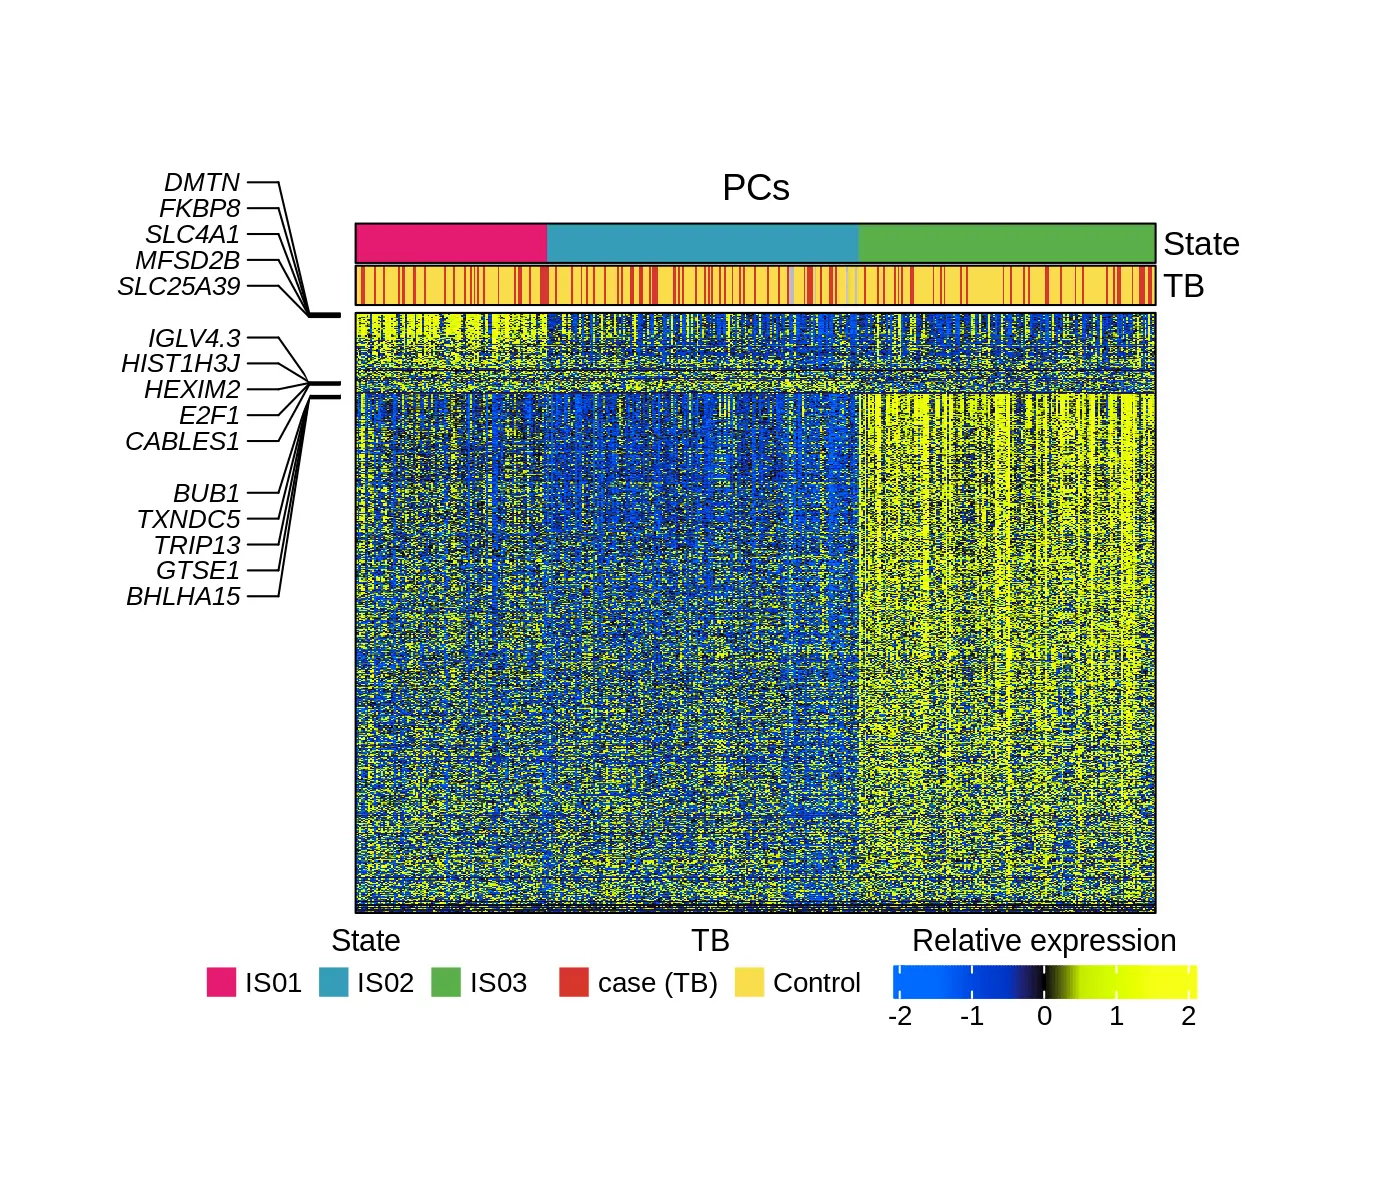 PCs
DMTN
FKBP8
SLC4A1
MFSD2B
SLC25A39
IGLV4.3
HIST1H3J
HEXIM2
E2F1
CABLES1
BUB1
TXNDC5
TRIP13
GTSE1
BHLHA15
State
TB
State TB Relative expression
IS01 IS02 IS03 case (TB) Control
-2 -1 0 1 2